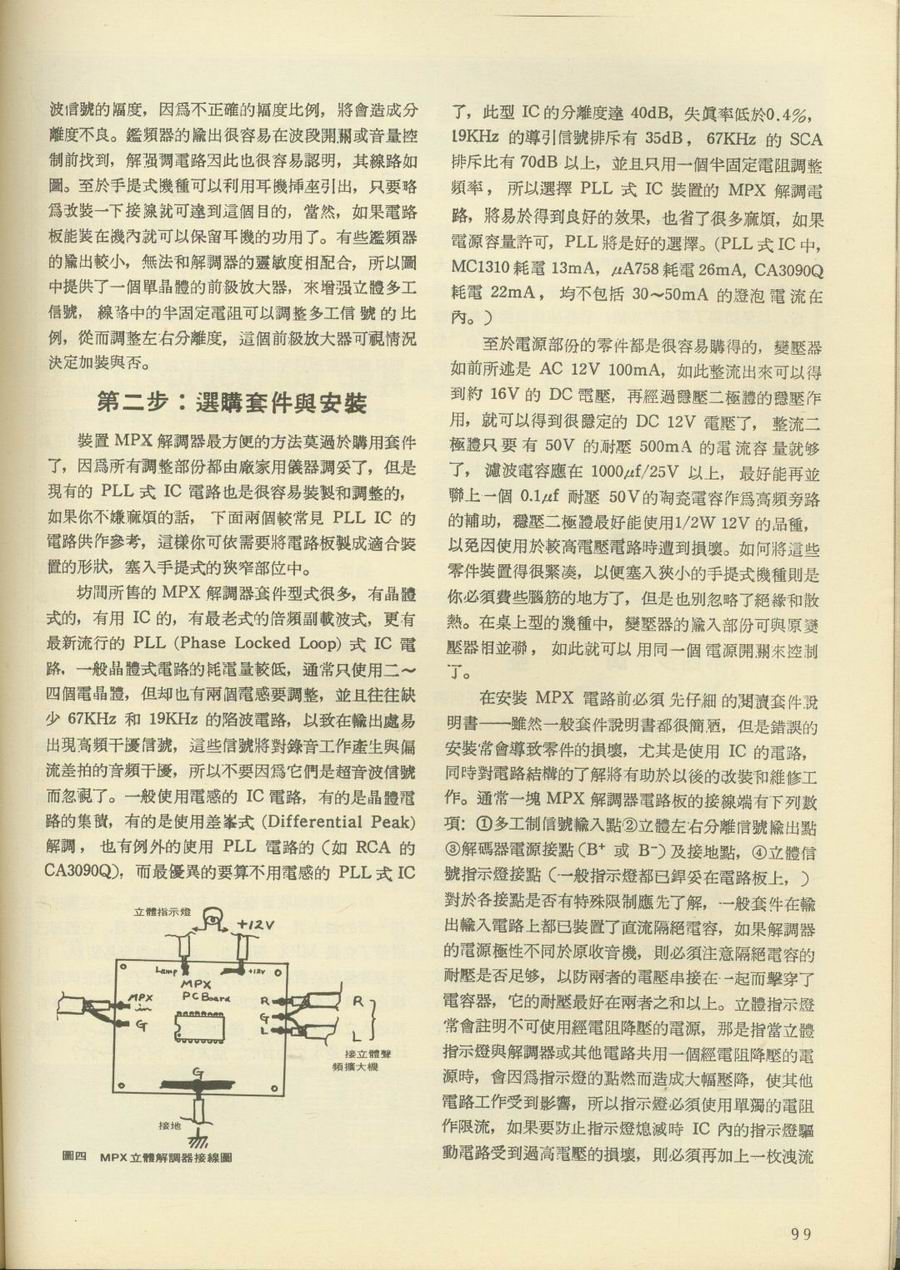 波信號的幅度，因爲不正確的幅度比例，將會造成分
離度不良。鑑頻器的輸出很容易在波段開關或音量控
制前找到，解强調電路因此也很容易認明，其線路如
圖。至於手提式機種可以利用耳機揷座引出，只要略
爲改裝一下接線就可達到這個目的，當然，如果電路
板能裝在機內就可以保留耳機的功用了。有些鑑頻器
的輸出較小，無法和解調器的靈敏度相配合，所以圖
中提供了一個單晶體的前級放大器，來增强立體多工
信號，線路中的半固定電阻可以調整多工信號的比
例，從而調整左右分離度，這個前級放大器可視情況
決定加裝與否。
第二步：選購套件與安裝
裝置 MPX 解調器最方便的方法莫過於購用套件
了，因爲所有調整部份都由廠家用儀器調妥了，但是
現有的 PLL 式 IC 電路也是很容易裝製和調整的，
如果你不嫌麻煩的話，下面兩個較常見 PLL IC 的
電路供作參考，這樣你可依需要將電路板製成適合裝
置的形狀，塞入手提式的狹窄部位中。
坊間所售的 MPX 解調器套件型式很多，有晶體
式的，有用 IC 的，有最老式的倍頻副載波式，更有
最新流行的 PLL (Phase Locked Loop) 式 IC 電
路，一般晶體式電路的耗電量較低，通常只使用二～
四個電晶體，但却也有兩個電感要調整，並且往往缺
少 67KHz 和 19KHz 的陷波電路，以致在輸出處易
出現高頻干擾信號，這些信號將對錄音工作產生與偏
流差拍的音頻干擾，所以不要因爲它們是超音波信號
而忽視了。一般使用電感的 IC 電路，有的是晶體電
路的集積，有的是使用差峯式 (Differential Peak)
解調，也有例外的使用 PLL 電路的（如 RCA 的
CA3090Q），而最優異的要算不用電感的 PLL 式 IC
立體指示燈
+12V
Lamp
+12V
MPX
PC Board
MPX
in
G
R
G
L
R
L
接立體聲
頻擴大機
G
接地
圖四 MPX立體解調器接線圖
了，此型 IC 的分離度達 40dB，失眞率低於0.4％，
19KHz 的導引信號排斥有 35dB，67KHz 的 SCA
排斥比有 70dB 以上，並且只用一個半固定電阻調整
頻率，所以選擇 PLL 式 IC 裝置的 MPX 解調電
路，將易於得到良好的效果，也省了很多麻煩，如果
電源容量許可，PLL 將是好的選擇。(PLL 式 IC 中，
MC1310 耗電 13mA，μA758 耗電 26mA, CA3090Q
耗電 22mA，均不包括 30～50mA 的燈泡電流在
內。）
至於電源部份的零件都是很容易購得的，變壓器
如前所述是 AC 12V 100mA，如此整流出來可以得
到約 16V 的 DC 電壓，再經過穩壓二極體的穩壓作
用，就可以得到很穩定的 DC 12V 電壓了，整流二
極體只要有 50V 的耐壓 500mA 的電流容量就够
了，濾波電容應在 1000μf/25V 以上，最好能再並
聯上一個 0.1μf 耐壓 50V的陶瓷電容作爲高頻旁路
的補助，穩壓二極體最好能使用1/2W 12V 的品種，
以免因使用於較高電壓電路時遭到損壞。如何將這些
零件裝置得很緊凑，以便塞入狹小的手提式機種則是
你必須費些腦筋的地方了，但是也別忽略了絕緣和散
熱。在桌上型的機種中，變壓器的輸入部份可與原變
壓器相並聯，如此就可以用同一個電源開關來控制
了。
在安裝 MPX 電路前必須先仔細的閱讀套件說
明書——雖然一般套件說明書都很簡陋，但是錯誤的
安裝常會導致零件的損壞，尤其是使用 IC 的電路，
同時對電路結構的了解將有助於以後的改裝和維修工
作。通常一塊 MPX 解調器電路板的接線端有下列數
項：①多工制信號輸入點②立體左右分離信號輸出點
③解碼器電源接點（B⁺ 或 B⁻）及接地點，④立體信
號指示燈接點（一般指示燈都已銲妥在電路板上，）
對於各接點是否有特殊限制應先了解，一般套件在輸
出輸入電路上都已裝置了直流隔絕電容，如果解調器
的電源極性不同於原收音機，則必須注意隔絕電容的
耐壓是否足够，以防兩者的電壓串接在一起而擊穿了
電容器，它的耐壓最好在兩者之和以上。立體指示燈
常會註明不可使用經電阻降壓的電源，那是指當立體
指示燈與解調器或其他電路共用一個經電阻降壓的電
源時，會因爲指示燈的點燃而造成大幅壓降，使其他
電路工作受到影響，所以指示燈必須使用單獨的電阻
作限流，如果要防止指示燈熄滅時 IC 內的指示燈驅
動電路受到過高電壓的損壞，則必須再加上一枚洩流
99